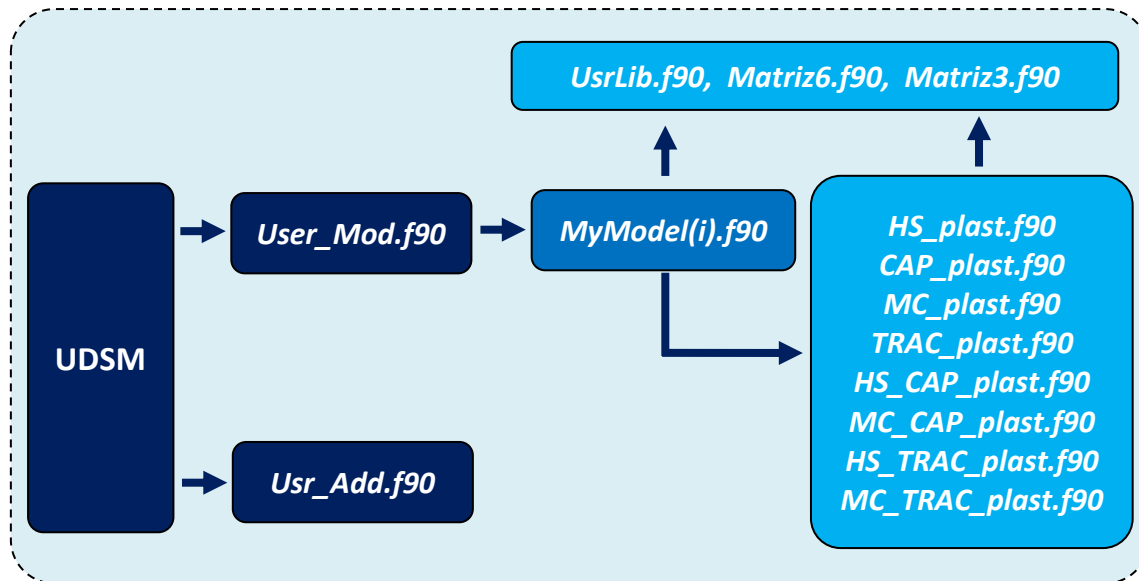 UsrLib.f90, Matriz6.f90, Matriz3.f90
UDSM
User_Mod.f90
MyModel(i).f90
Usr_Add.f90
HS_plast.f90
CAP_plast.f90
MC_plast.f90
TRAC_plast.f90
HS_CAP_plast.f90
MC_CAP_plast.f90
HS_TRAC_plast.f90
MC_TRAC_plast.f90